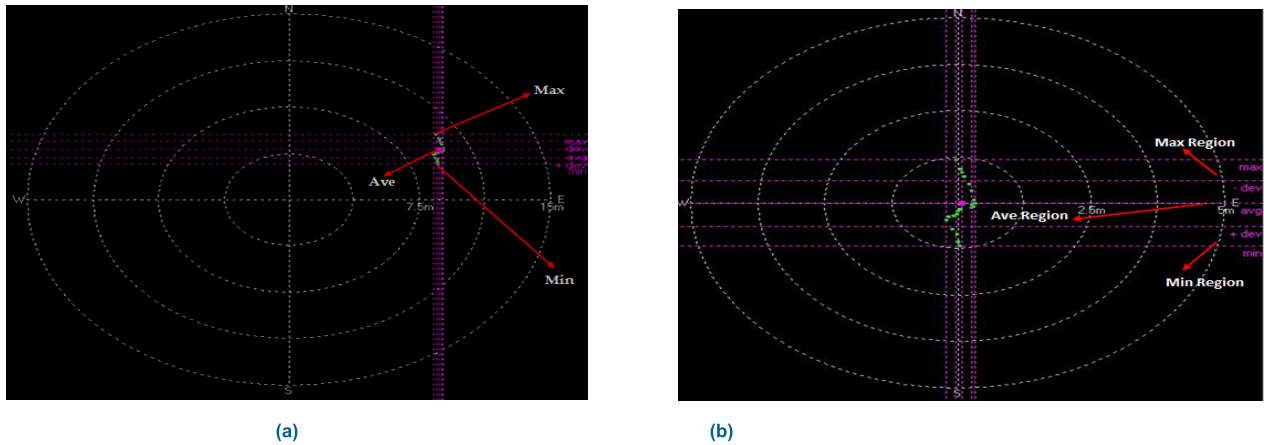 N
Max
max
dev
avg
+ dev
min
Ave
W
7.5m
15m
E
Min
S
(a)
N
Max Region
max
- dev
W
2.5m
5m
E
Ave Region
avg
+ dev
min
Min Region
S
(b)